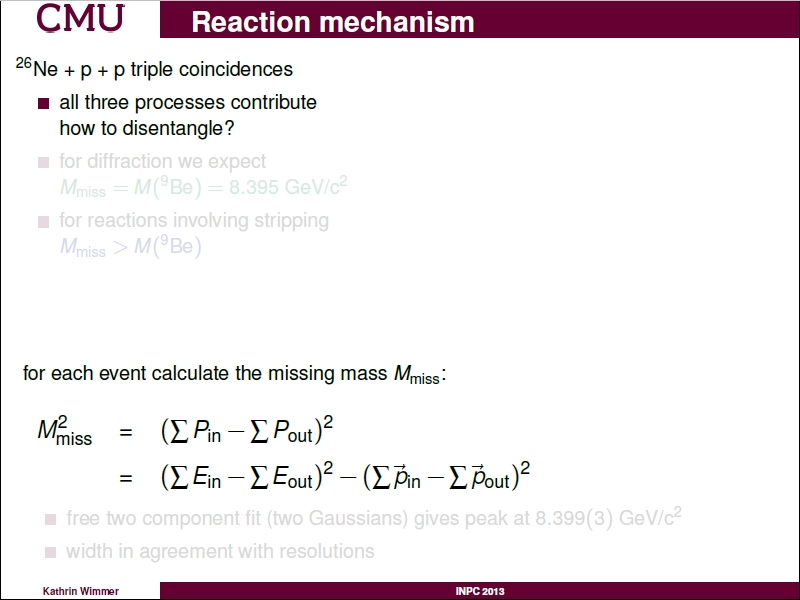 CMU
Reaction mechanism
²⁶Ne + p + p triple coincidences
all three processes contribute
how to disentangle?
for diffraction we expect
M_miss = M(⁹Be) = 8.395 GeV/c²
for reactions involving stripping
M_miss > M(⁹Be)
for each event calculate the missing mass M_miss:
M²_miss = (∑ P_in − ∑ P_out)²
= (∑ E_in − ∑ E_out)² − (∑ p⃗_in − ∑ p⃗_out)²
free two component fit (two Gaussians) gives peak at 8.399(3) GeV/c²
width in agreement with resolutions
Kathrin Wimmer INPC 2013